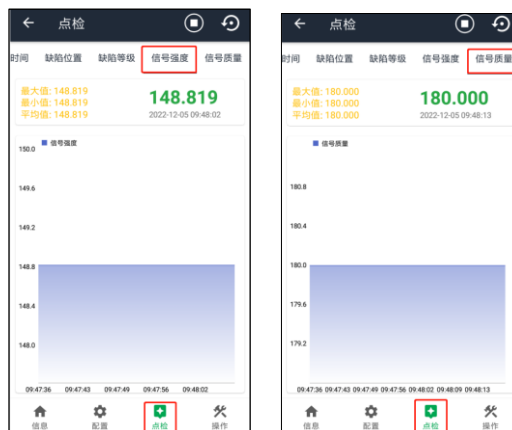 点检
时间 缺陷位置 缺陷等级 信号强度 信号质量
最大值: 148.819
最小值: 148.819
平均值: 148.819
148.819
2022-12-05 09:48:02
信号强度
150.0
149.6
149.2
148.8
148.4
148.0
09:47:36 09:47:43 09:47:49 09:47:56 09:48:02
信息 配置 点检 操作
点检
时间 缺陷位置 缺陷等级 信号强度 信号质量
最大值: 180.000
最小值: 180.000
平均值: 180.000
180.000
2022-12-05 09:48:13
信号质量
180.8
180.4
180.0
179.6
179.2
09:47:36 09:47:43 09:47:49 09:47:56 09:48:02 09:48:09 09:48:13
信息 配置 点检 操作